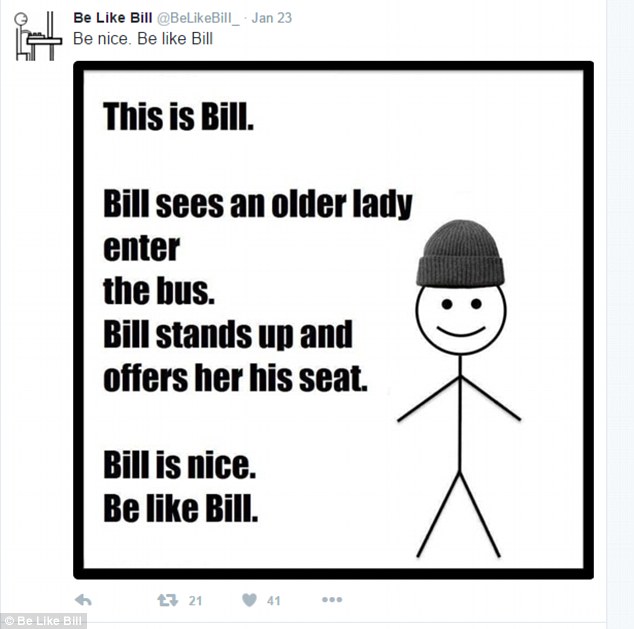 Be Like Bill @BeLikeBill_ · Jan 23
Be nice. Be like Bill
This is Bill.
Bill sees an older lady
enter
the bus.
Bill stands up and
offers her his seat.
Bill is nice.
Be like Bill.
21 41
© Be Like Bill